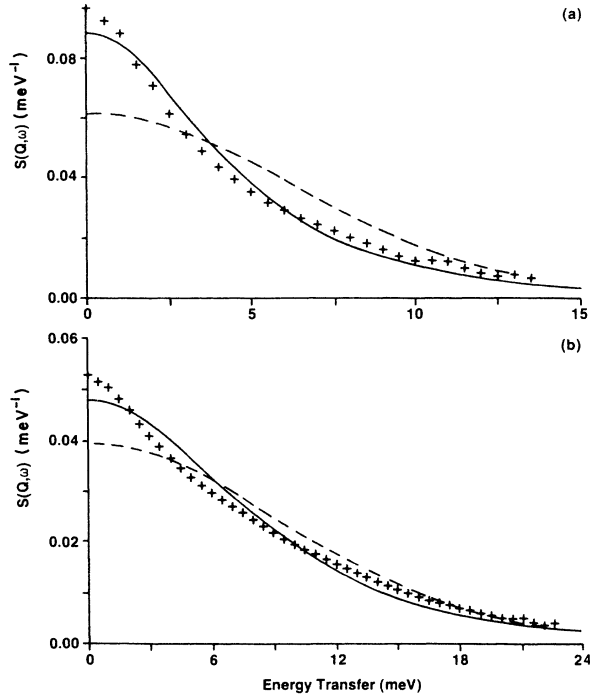 (a)
0.08
0.04
0.00
S(Q,ω) (meV⁻¹)
0 5 10 15
(b)
0.06
0.04
0.02
0.00
S(Q,ω) (meV⁻¹)
0 6 12 18 24
Energy Transfer (meV)